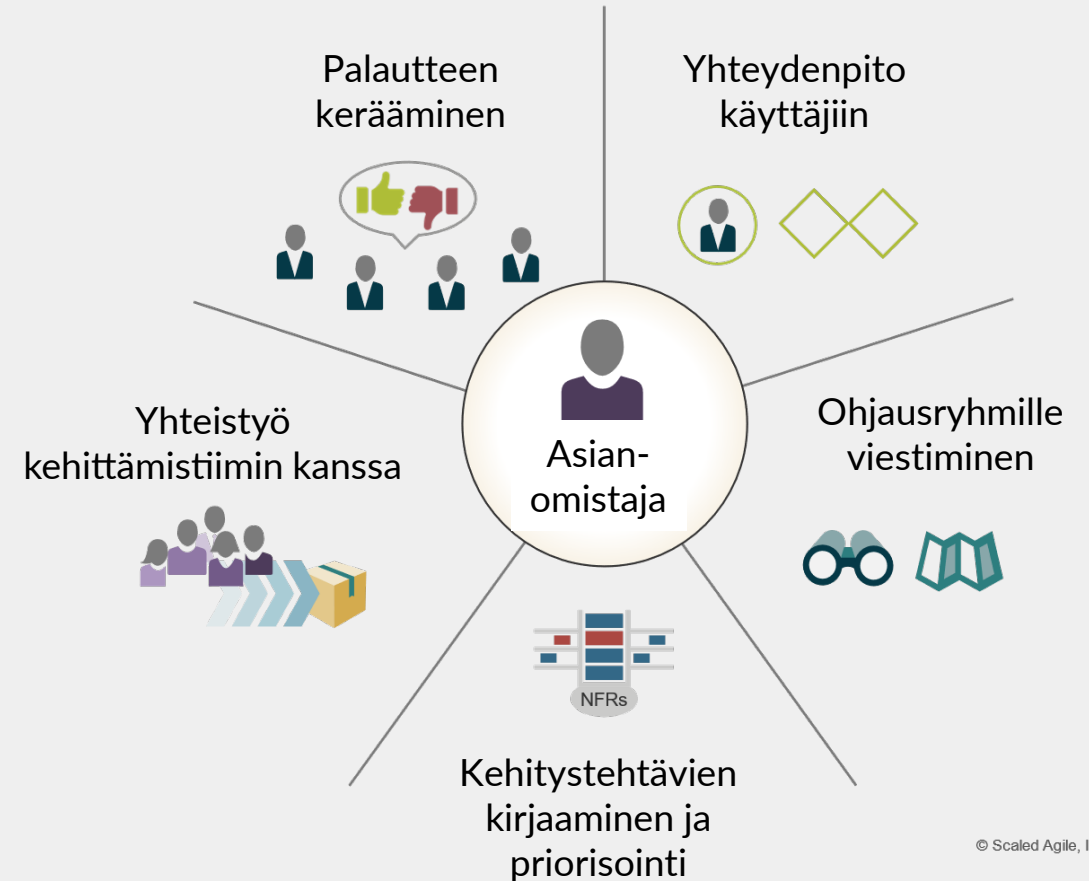 Palautteen
kerääminen
Yhteydenpito
käyttäjiin
Yhteistyö
kehittämistiimin kanssa
Asian-
omistaja
Ohjausryhmille
viestiminen
NFRs
Kehitystehtävien
kirjaaminen ja
priorisointi
© Scaled Agile, I